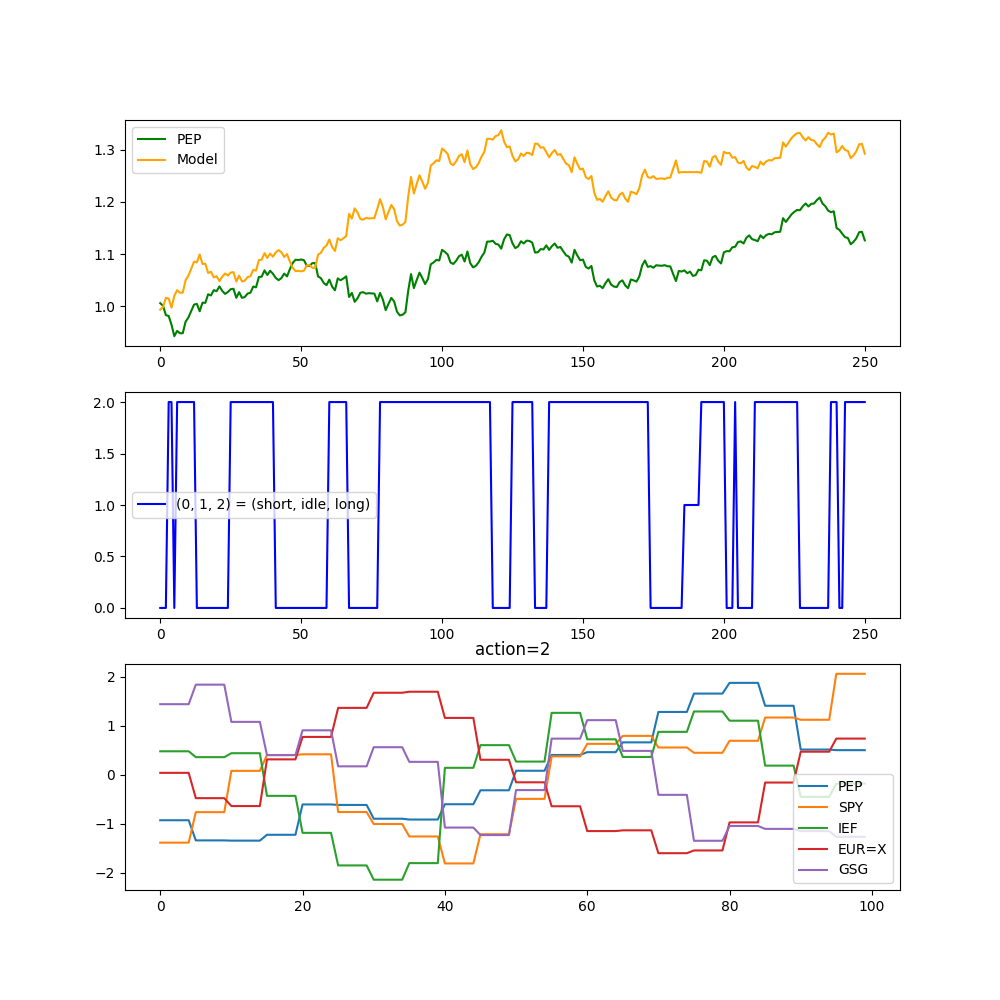 PEP
Model
1.3
1.2
1.1
1.0
0 50 100 150 200 250
2.0
1.5
1.0
0.5
0.0
(0, 1, 2) = (short, idle, long)
0 50 100 150 200 250
action=2
2
1
0
−1
−2
PEP
SPY
IEF
EUR=X
GSG
0 20 40 60 80 100